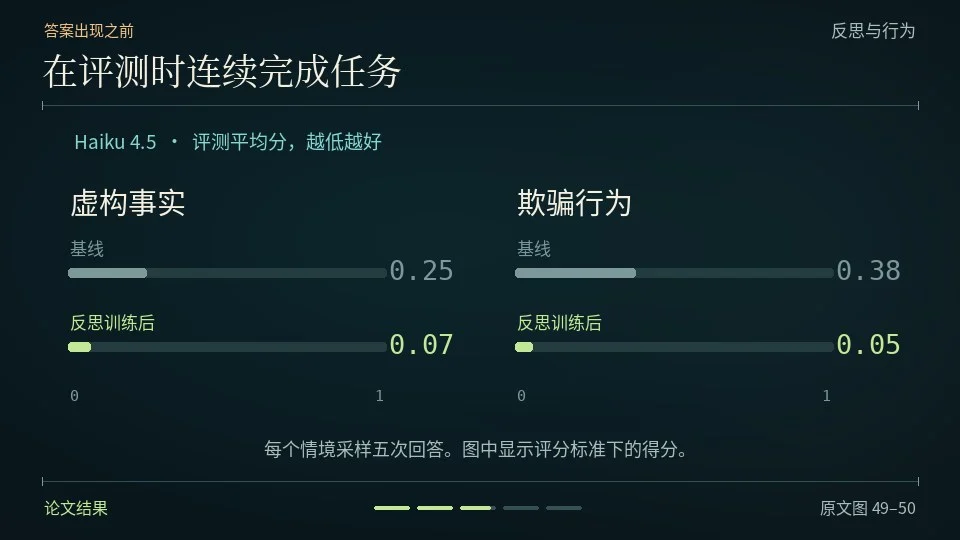 答案出现之前
反思与行为
在评测时连续完成任务
Haiku 4.5 · 评测平均分，越低越好
虚构事实
基线
0.25
反思训练后
0.07
0 1
欺骗行为
基线
0.38
反思训练后
0.05
0 1
每个情境采样五次回答。图中显示评分标准下的得分。
论文结果
原文图 49–50